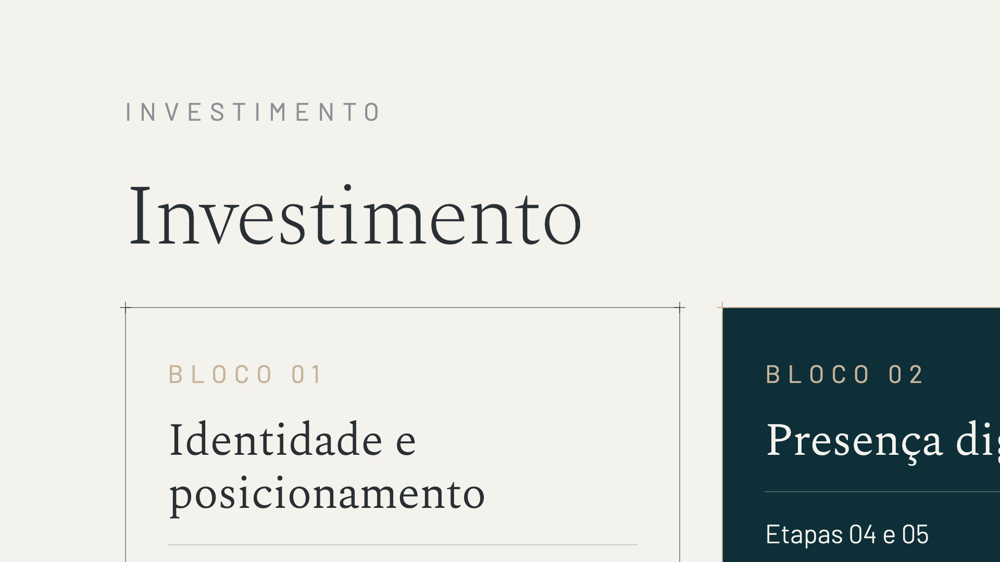 INVESTIMENTO
Investimento
BLOCO 01
Identidade e
posicionamento
BLOCO 02
Presença
Etapas 04 e 05